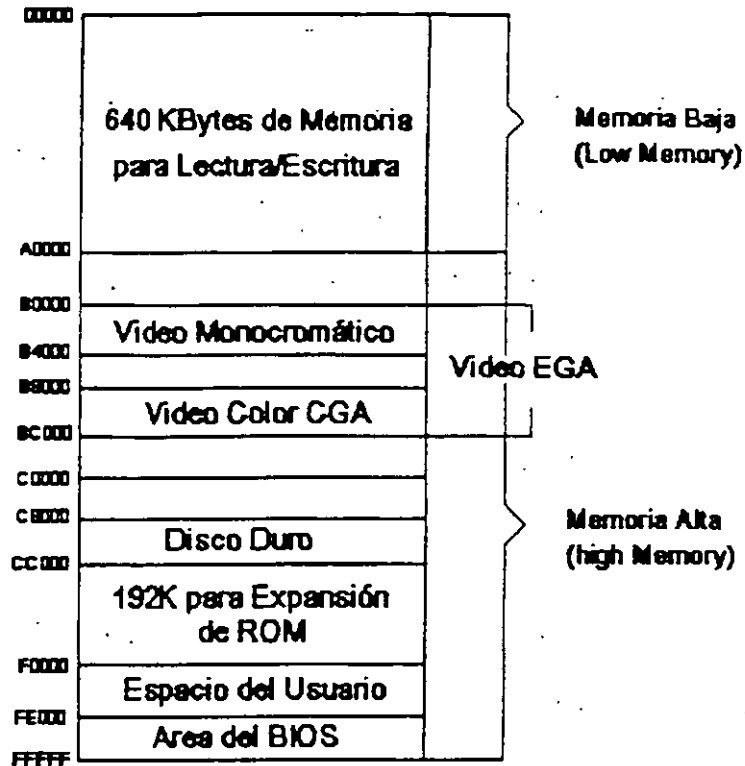 00000
640 KBytes de Memoria
para Lectura/Escritura
Memoria Baja
(Low Memory)
A0000
B0000
Video Monocromático
B4000
Video EGA
B8000
Video Color CGA
BC000
C0000
C8000
Disco Duro
Memoria Alta
(high Memory)
CC000
192K para Expansión
de ROM
F0000
Espacio del Usuario
FE000
Area del BIOS
FFFFF